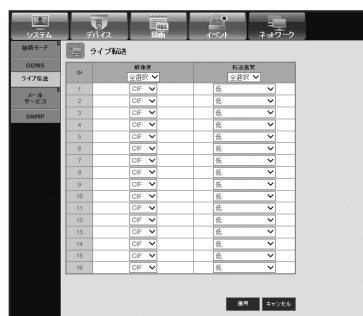 システム デバイス 録画 イベント ネットワーク
接続モード
ライブ転送
DDNS
ライブ転送
メール
サービス
SNMP
CH 解像度 転送画質
全選択 全選択
1 CIF 低
2 CIF 低
3 CIF 低
4 CIF 低
5 CIF 低
6 CIF 低
7 CIF 低
8 CIF 低
9 CIF 低
10 CIF 低
11 CIF 低
12 CIF 低
13 CIF 低
14 CIF 低
15 CIF 低
16 CIF 低
適用 キャンセル